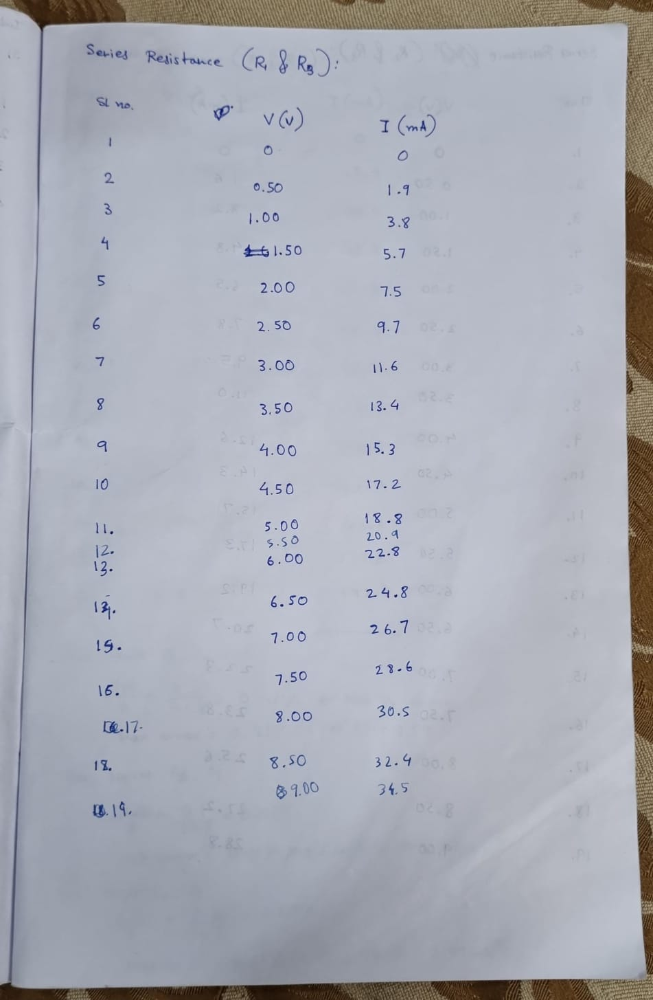 Series Resistance (R₁ & R₃):
Sl no. V(V) I (mA)
1 0 0
2 0.50 1.9
3 1.00 3.8
4 1.50 5.7
5 2.00 7.5
6 2.50 9.7
7 3.00 11.6
8 3.50 13.4
9 4.00 15.3
10 4.50 17.2
11. 5.00 18.8
12. 5.50 20.9
13. 6.00 22.8
14. 6.50 24.8
15. 7.00 26.7
16. 7.50 28.6
17. 8.00 30.5
18. 8.50 32.4
19. 9.00 34.5